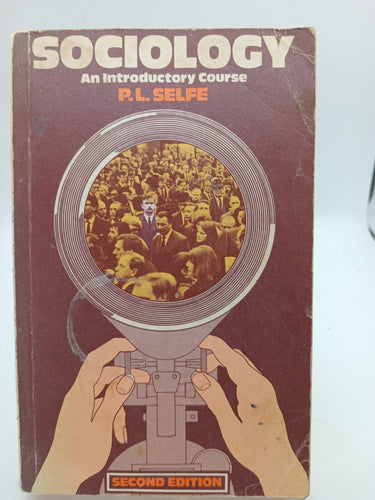 SOCIOLOGY
An Introductory Course
P.L. SELFE
SECOND EDITION